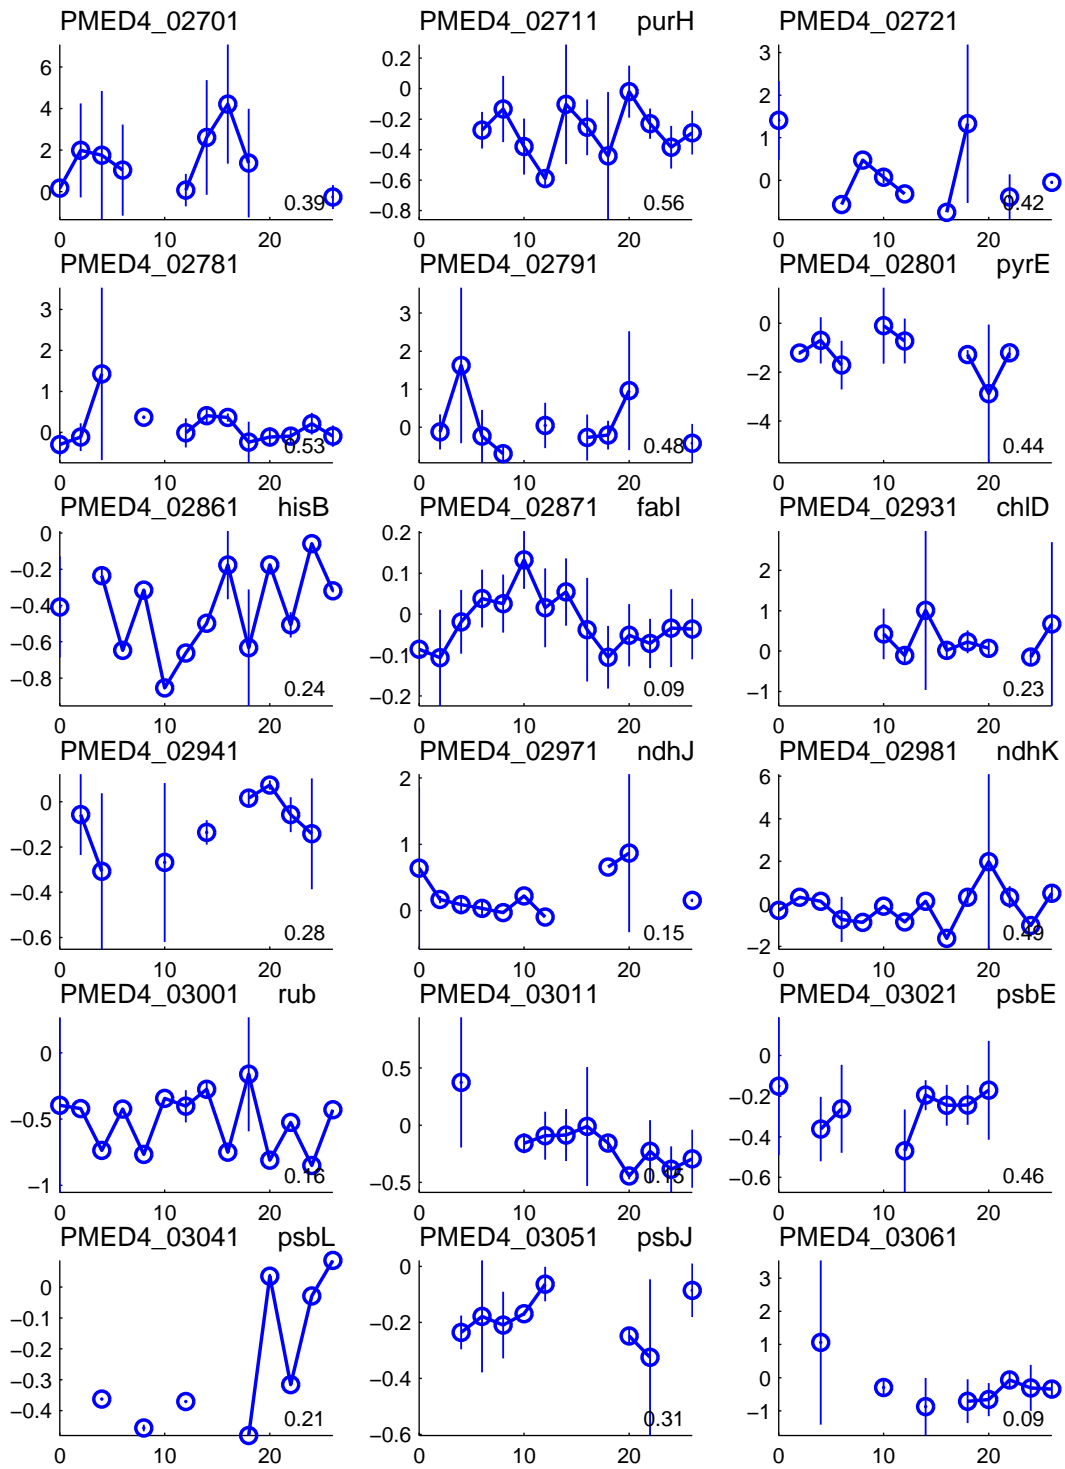 PMED4_02701 PMED4_02711 purH PMED4_02721
6 4 2 0 0.39 0 10 20
0.2 0 −0.2 −0.4 −0.6 −0.8 0.56 0 10 20
3 2 1 0 0.42 0 10 20
PMED4_02781 PMED4_02791 PMED4_02801 pyrE
3 2 1 0 0.53 0 10 20
3 2 1 0 0.48 0 10 20
0 −2 −4 0.44 0 10 20
PMED4_02861 hisB PMED4_02871 fabI PMED4_02931 chlD
0 −0.2 −0.4 −0.6 −0.8 0.24 0 10 20
0.2 0.1 0 −0.1 −0.2 0.09 0 10 20
2 1 0 −1 0.23 0 10 20
PMED4_02941 PMED4_02971 ndhJ PMED4_02981 ndhK
0 −0.2 −0.4 −0.6 0.28 0 10 20
2 1 0 0.15 0 10 20
6 4 2 0 −2 0.49 0 10 20
PMED4_03001 rub PMED4_03011 PMED4_03021 psbE
0 −0.5 −1 0.16 0 10 20
0.5 0 −0.5 0.15 0 10 20
0 −0.2 −0.4 −0.6 0.46 0 10 20
PMED4_03041 psbL PMED4_03051 psbJ PMED4_03061
0 −0.1 −0.2 −0.3 −0.4 0.21 0 10 20
0 −0.2 −0.4 −0.6 0.31 0 10 20
3 2 1 0 −1 0.09 0 10 20